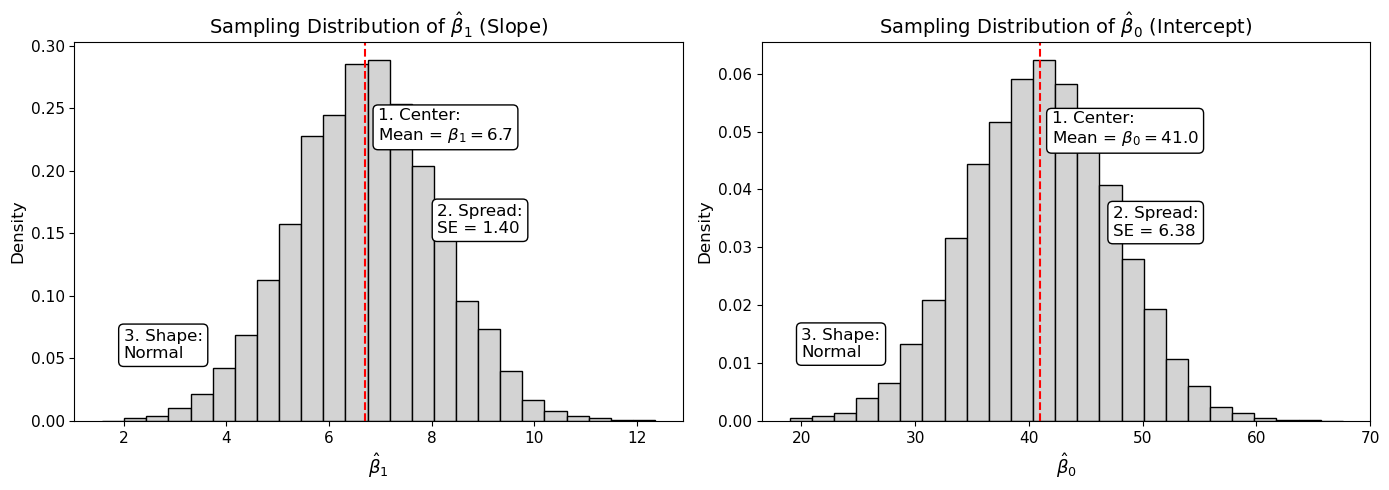 Sampling Distribution of β̂₁ (Slope)
0.30
0.25
0.20
0.15
0.10
0.05
0.00
Density
1. Center:
Mean = β₁ = 6.7
2. Spread:
SE = 1.40
3. Shape:
Normal
2 4 6 8 10 12
β̂₁
Sampling Distribution of β̂₀ (Intercept)
0.06
0.05
0.04
0.03
0.02
0.01
0.00
Density
1. Center:
Mean = β₀ = 41.0
2. Spread:
SE = 6.38
3. Shape:
Normal
20 30 40 50 60 70
β̂₀